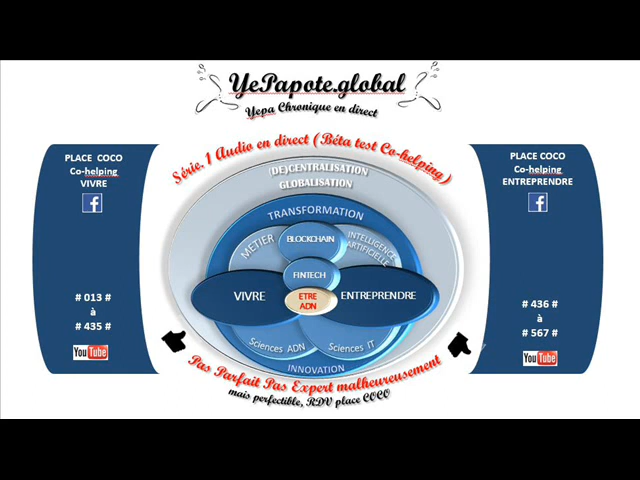 YePapote.global
Yepa Chronique en direct
Série, 1 Audio en direct (Béta test Co-helping)
PLACE COCO
Co-helping
VIVRE
# 013 #
à
# 435 #
YouTube
(DE)CENTRALISATION
GLOBALISATION
TRANSFORMATION
METIER
BLOCKCHAIN
INTELLIGENCE
ARTIFICIELLE
FINTECH
VIVRE
ETRE
ADN
ENTREPRENDRE
Sciences ADN
Sciences IT
INNOVATION
PLACE COCO
Co-helping
ENTREPRENDRE
# 436 #
à
# 567 #
YouTube
Pas Parfait Pas Expert malheureusement
mais perfectible, RDV place COCO